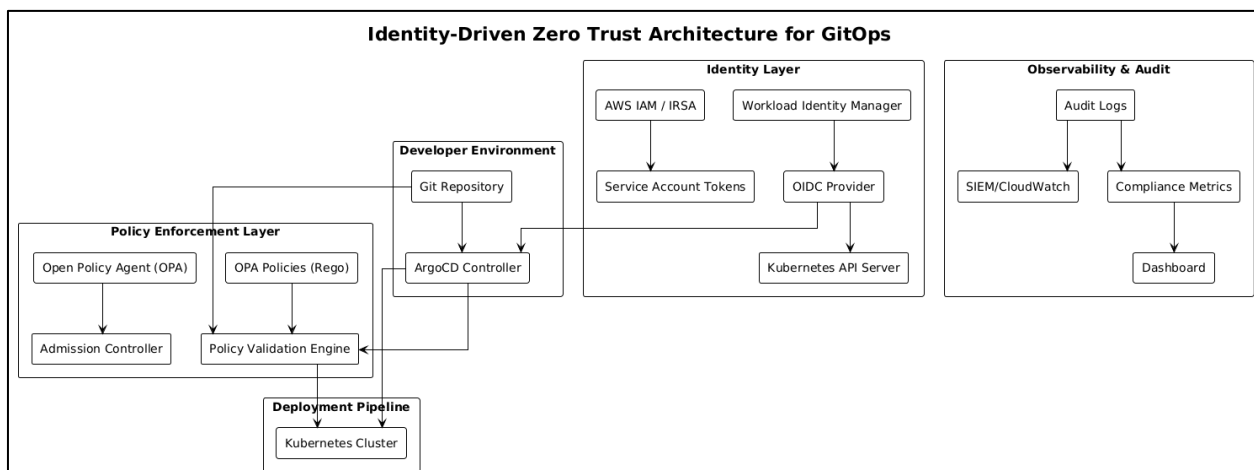 Identity-Driven Zero Trust Architecture for GitOps
Identity Layer
Observability & Audit
AWS IAM / IRSA
Workload Identity Manager
Audit Logs
Developer Environment
Git Repository
Service Account Tokens
OIDC Provider
SIEM/CloudWatch
Compliance Metrics
Policy Enforcement Layer
Open Policy Agent (OPA)
OPA Policies (Rego)
ArgoCD Controller
Kubernetes API Server
Dashboard
Admission Controller
Policy Validation Engine
Deployment Pipeline
Kubernetes Cluster